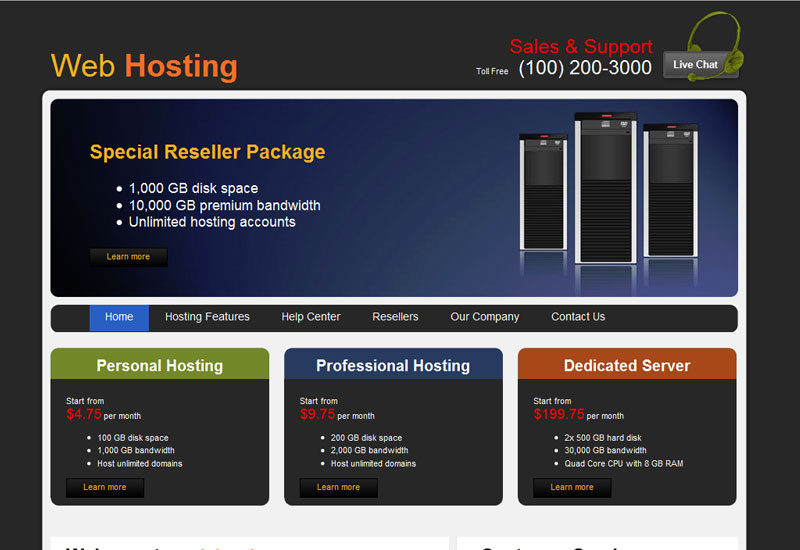 Web Hosting
Sales & Support
Toll Free (100) 200-3000
Live Chat
Special Reseller Package
1,000 GB disk space
10,000 GB premium bandwidth
Unlimited hosting accounts
Learn more
Home Hosting Features Help Center Resellers Our Company Contact Us
Personal Hosting
Start from
$4.75 per month
100 GB disk space
1,000 GB bandwidth
Host unlimited domains
Learn more
Professional Hosting
Start from
$9.75 per month
200 GB disk space
2,000 GB bandwidth
Host unlimited domains
Learn more
Dedicated Server
Start from
$199.75 per month
2x 500 GB hard disk
30,000 GB bandwidth
Quad Core CPU with 8 GB RAM
Learn more